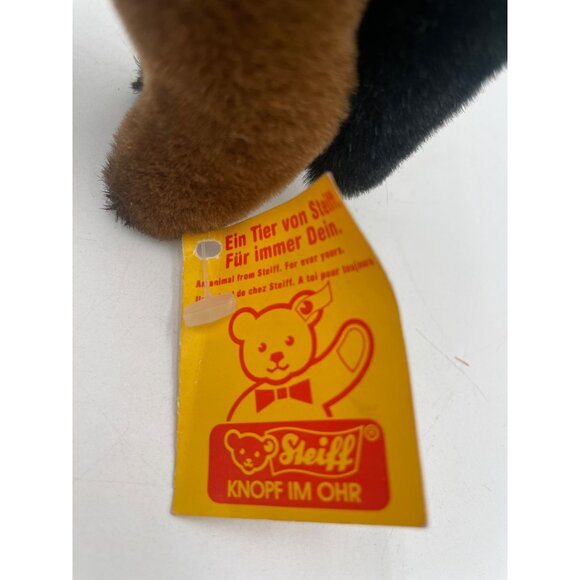 Ein Tier von Steiff.
Für immer Dein.
An animal from Steiff. For ever yours.
de chez Steiff. A toi pour toujours
Steiff ®
KNOPF IM OHR